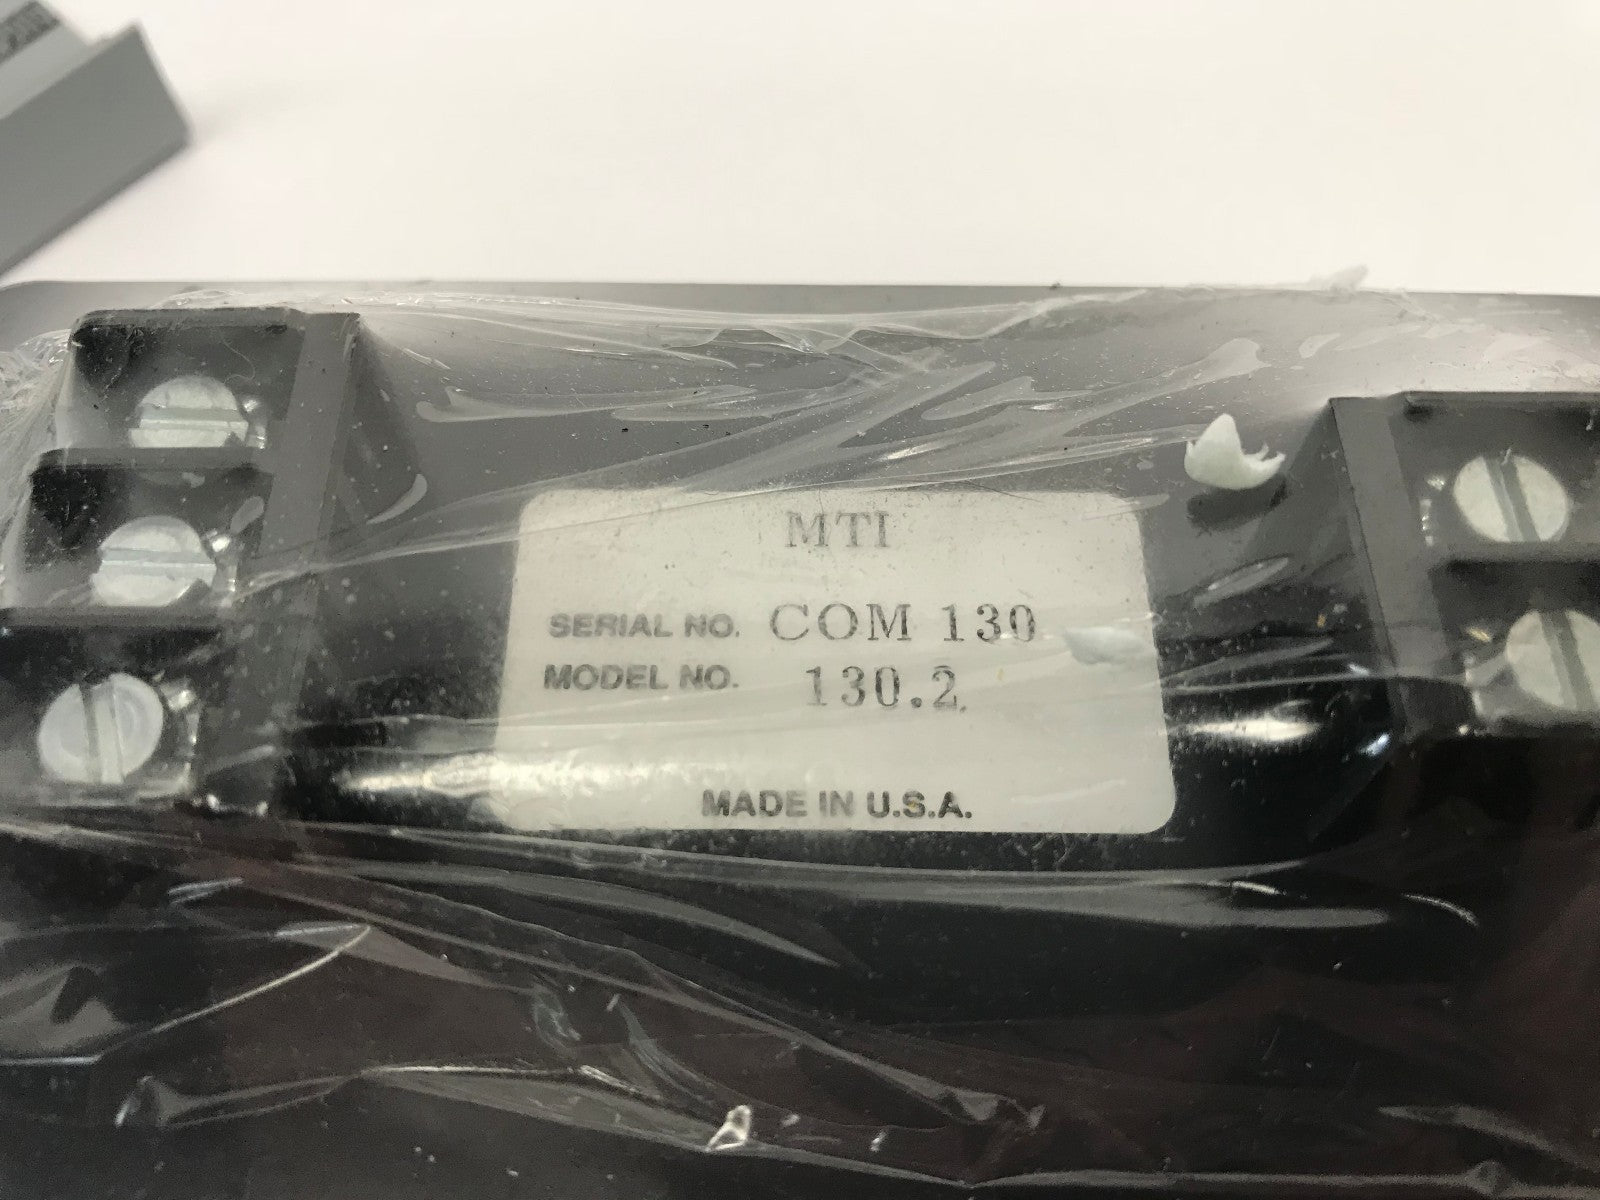 MTI
SERIAL NO. COM 130
MODEL NO. 130.2
MADE IN U.S.A.